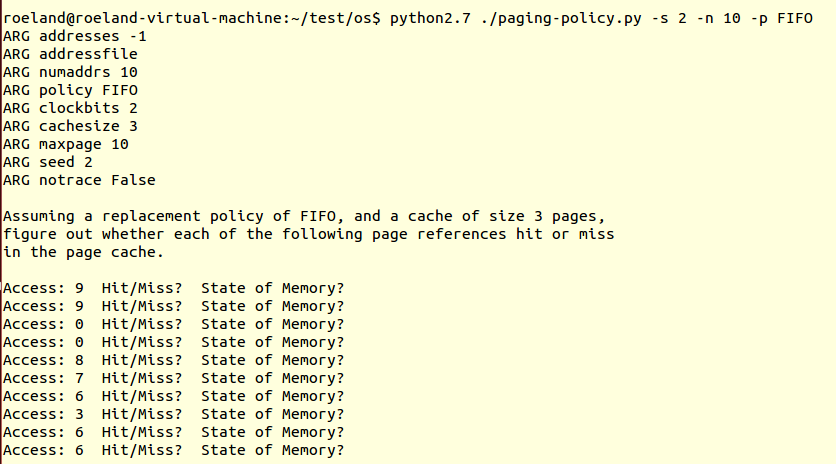 roeland@roeland-virtual-machine:~/test/os$ python2.7 ./paging-policy.py -s 2 -n 10 -p FIFO
ARG addresses -1
ARG addressfile
ARG numaddrs 10
ARG policy FIFO
ARG clockbits 2
ARG cachesize 3
ARG maxpage 10
ARG seed 2
ARG notrace False

Assuming a replacement policy of FIFO, and a cache of size 3 pages,
figure out whether each of the following page references hit or miss
in the page cache.

Access: 9  Hit/Miss?  State of Memory?
Access: 9  Hit/Miss?  State of Memory?
Access: 0  Hit/Miss?  State of Memory?
Access: 0  Hit/Miss?  State of Memory?
Access: 8  Hit/Miss?  State of Memory?
Access: 7  Hit/Miss?  State of Memory?
Access: 6  Hit/Miss?  State of Memory?
Access: 3  Hit/Miss?  State of Memory?
Access: 6  Hit/Miss?  State of Memory?
Access: 6  Hit/Miss?  State of Memory?